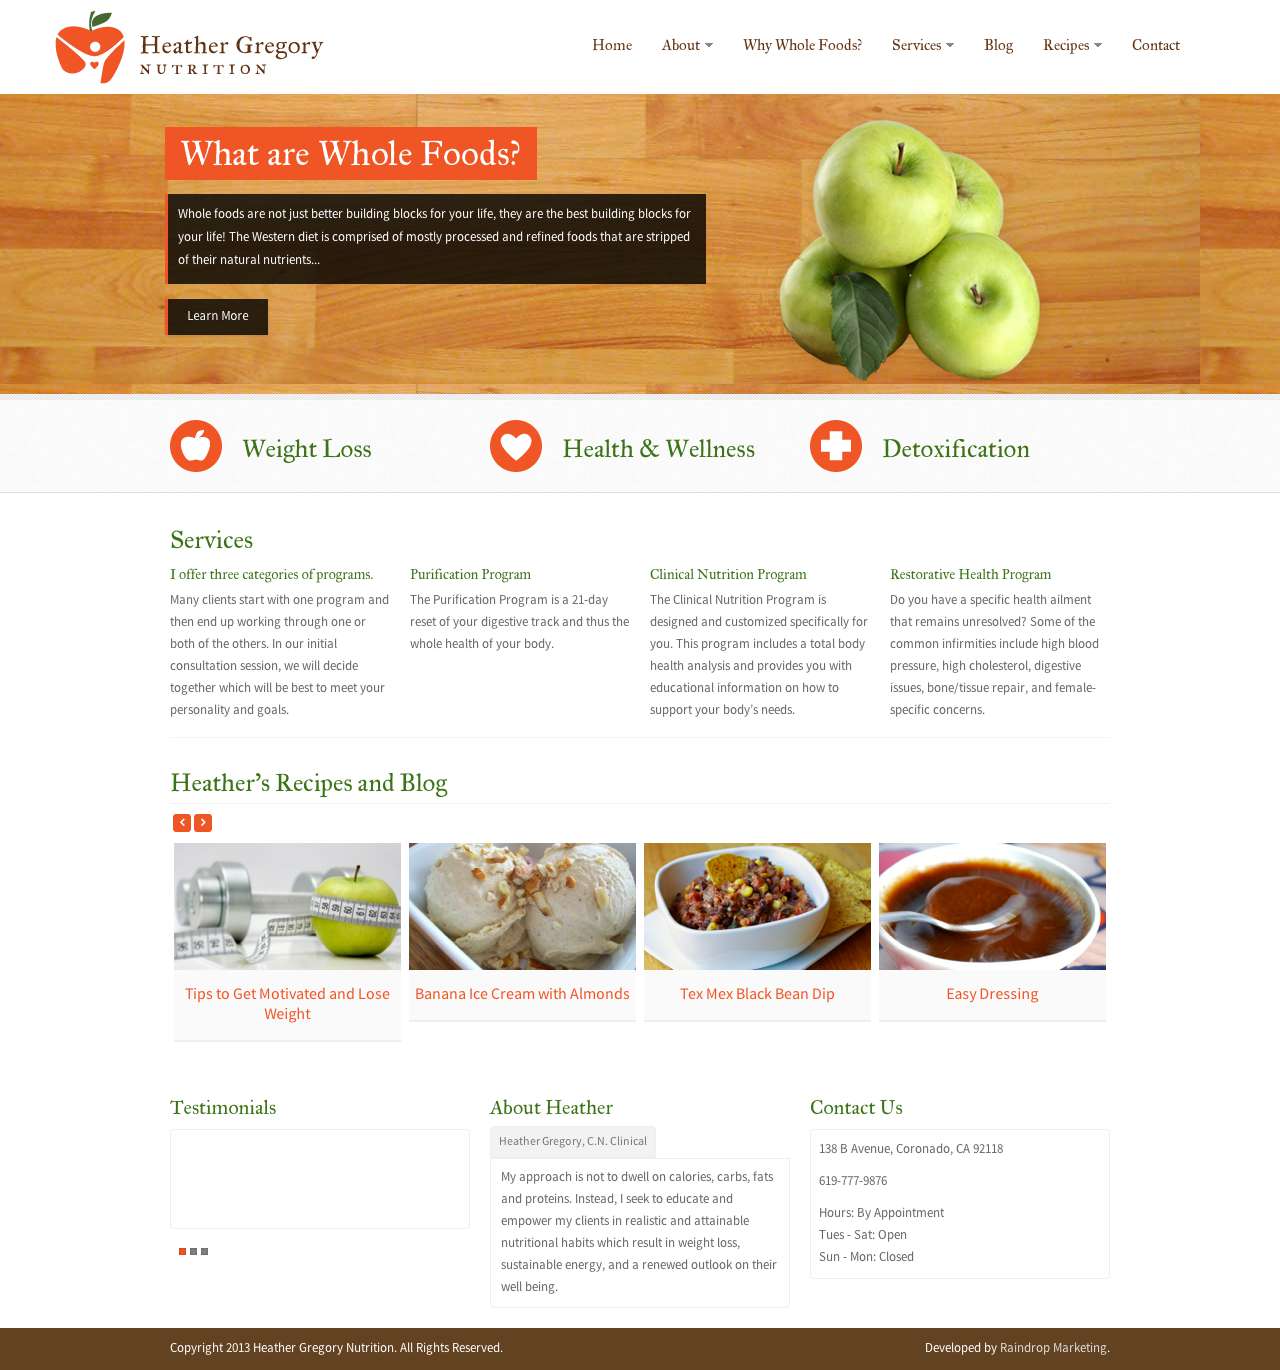 Heather Gregory
NUTRITION
Home
About
Why Whole Foods?
Services
Blog
Recipes
Contact
What are Whole Foods?
Whole foods are not just better building blocks for your life, they are the best building blocks for
your life! The Western diet is comprised of mostly processed and refined foods that are stripped
of their natural nutrients...
Learn More
Weight Loss
Health & Wellness
Detoxification
Services
I offer three categories of programs.
Many clients start with one program and
then end up working through one or
both of the others. In our initial
consultation session, we will decide
together which will be best to meet your
personality and goals.
Purification Program
The Purification Program is a 21-day
reset of your digestive track and thus the
whole health of your body.
Clinical Nutrition Program
The Clinical Nutrition Program is
designed and customized specifically for
you. This program includes a total body
health analysis and provides you with
educational information on how to
support your body's needs.
Restorative Health Program
Do you have a specific health ailment
that remains unresolved? Some of the
common infirmities include high blood
pressure, high cholesterol, digestive
issues, bone/tissue repair, and female-
specific concerns.
Heather's Recipes and Blog
Tips to Get Motivated and Lose
Weight
Banana Ice Cream with Almonds
Tex Mex Black Bean Dip
Easy Dressing
Testimonials
About Heather
Heather Gregory, C.N. Clinical
My approach is not to dwell on calories, carbs, fats
and proteins. Instead, I seek to educate and
empower my clients in realistic and attainable
nutritional habits which result in weight loss,
sustainable energy, and a renewed outlook on their
well being.
Contact Us
138 B Avenue, Coronado, CA 92118
619-777-9876
Hours: By Appointment
Tues - Sat: Open
Sun - Mon: Closed
Copyright 2013 Heather Gregory Nutrition. All Rights Reserved.
Developed by Raindrop Marketing.